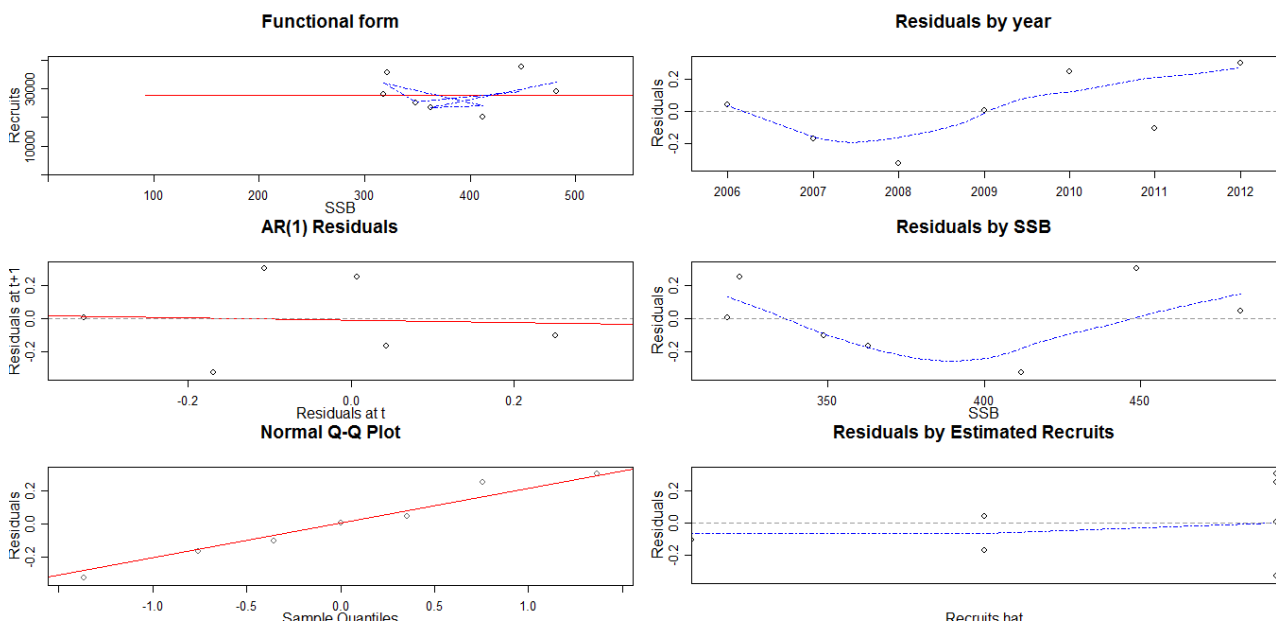 Functional form
Recruits
10000
30000
100
200
300
400
500
SSB
Residuals by year
Residuals
-0.2
0.0
0.2
2006
2007
2008
2009
2010
2011
2012
AR(1) Residuals
Residuals at t+1
-0.2
0.0
0.2
-0.2
0.0
0.2
Residuals at t
Residuals by SSB
Residuals
-0.2
0.0
0.2
350
400
450
SSB
Normal Q-Q Plot
Residuals
-0.2
0.0
0.2
-1.0
-0.5
0.0
0.5
1.0
Sample Quantiles
Residuals by Estimated Recruits
Residuals
-0.2
0.0
0.2
Recruits hat